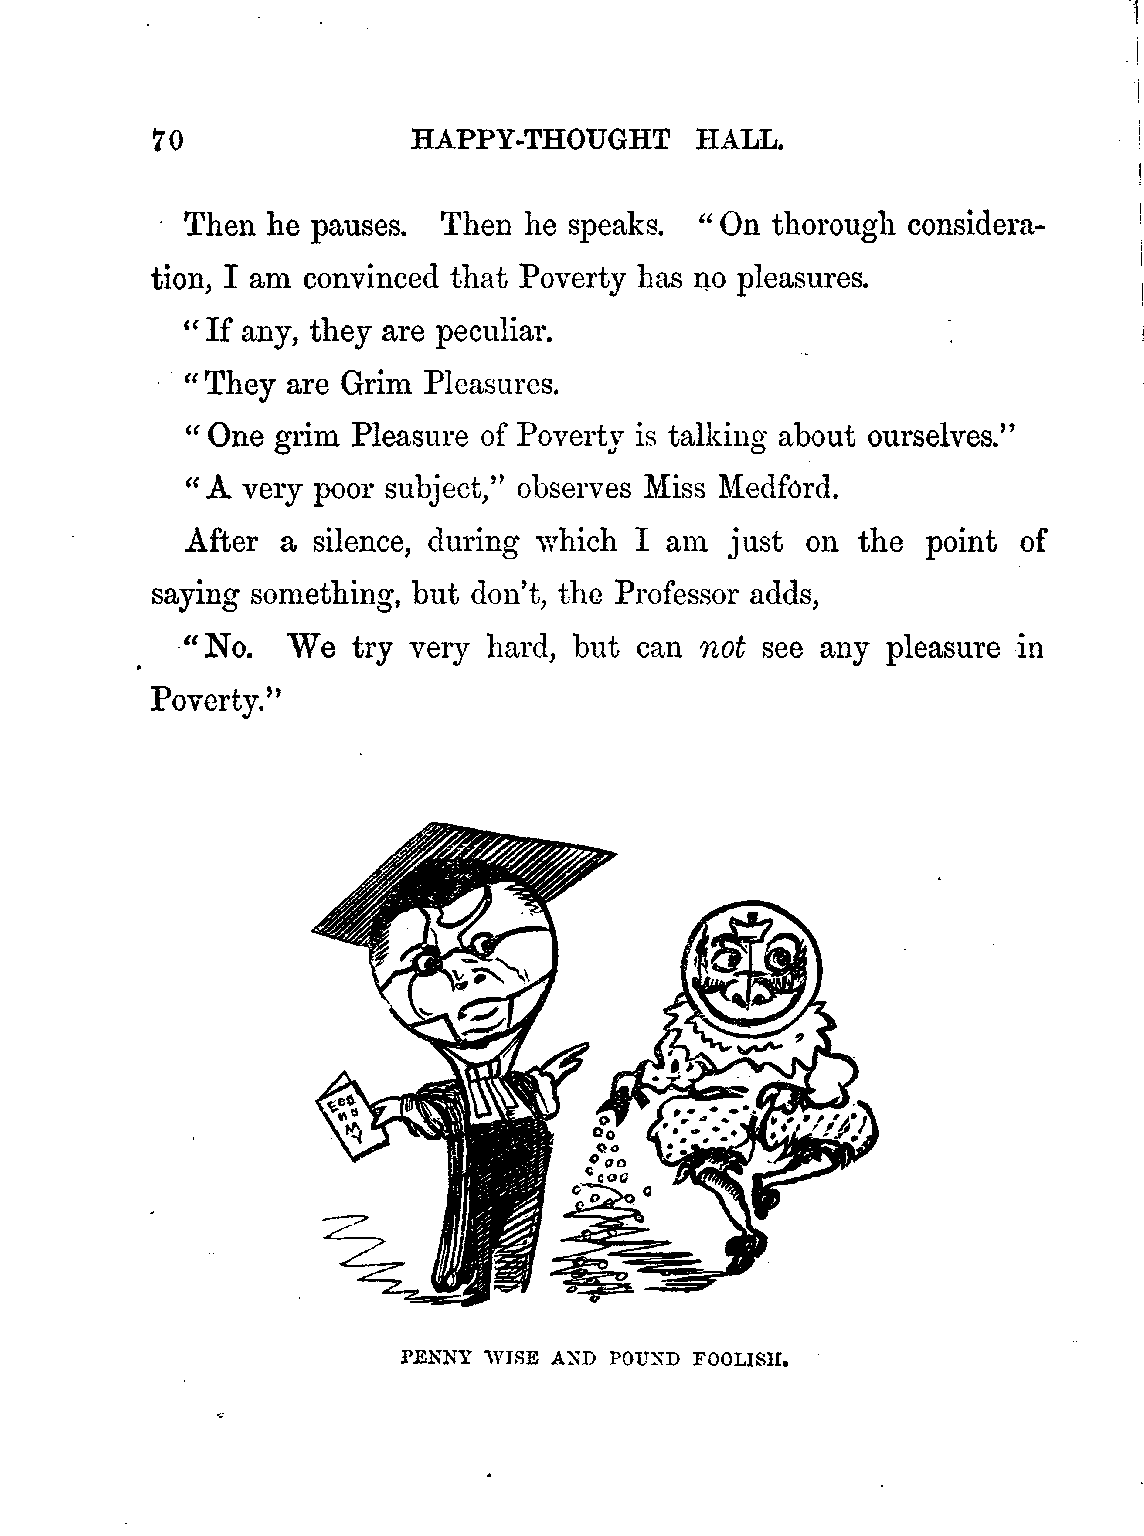 70 HAPPY-THOUGHT HALL.
Then he pauses. Then he speaks. “On thorough considera-
tion, I am convinced that Poverty has no pleasures.
“If any, they are peculiar.
“They are Grim Pleasures.
“One grim Pleasure of Poverty is talking about ourselves.”
“A very poor subject,” observes Miss Medford.
After a silence, during which I am just on the point of
saying something, but don’t, the Professor adds,
“No. We try very hard, but can not see any pleasure in
Poverty.”
Eco
no
MY
PENNY WISE AND POUND FOOLISH.